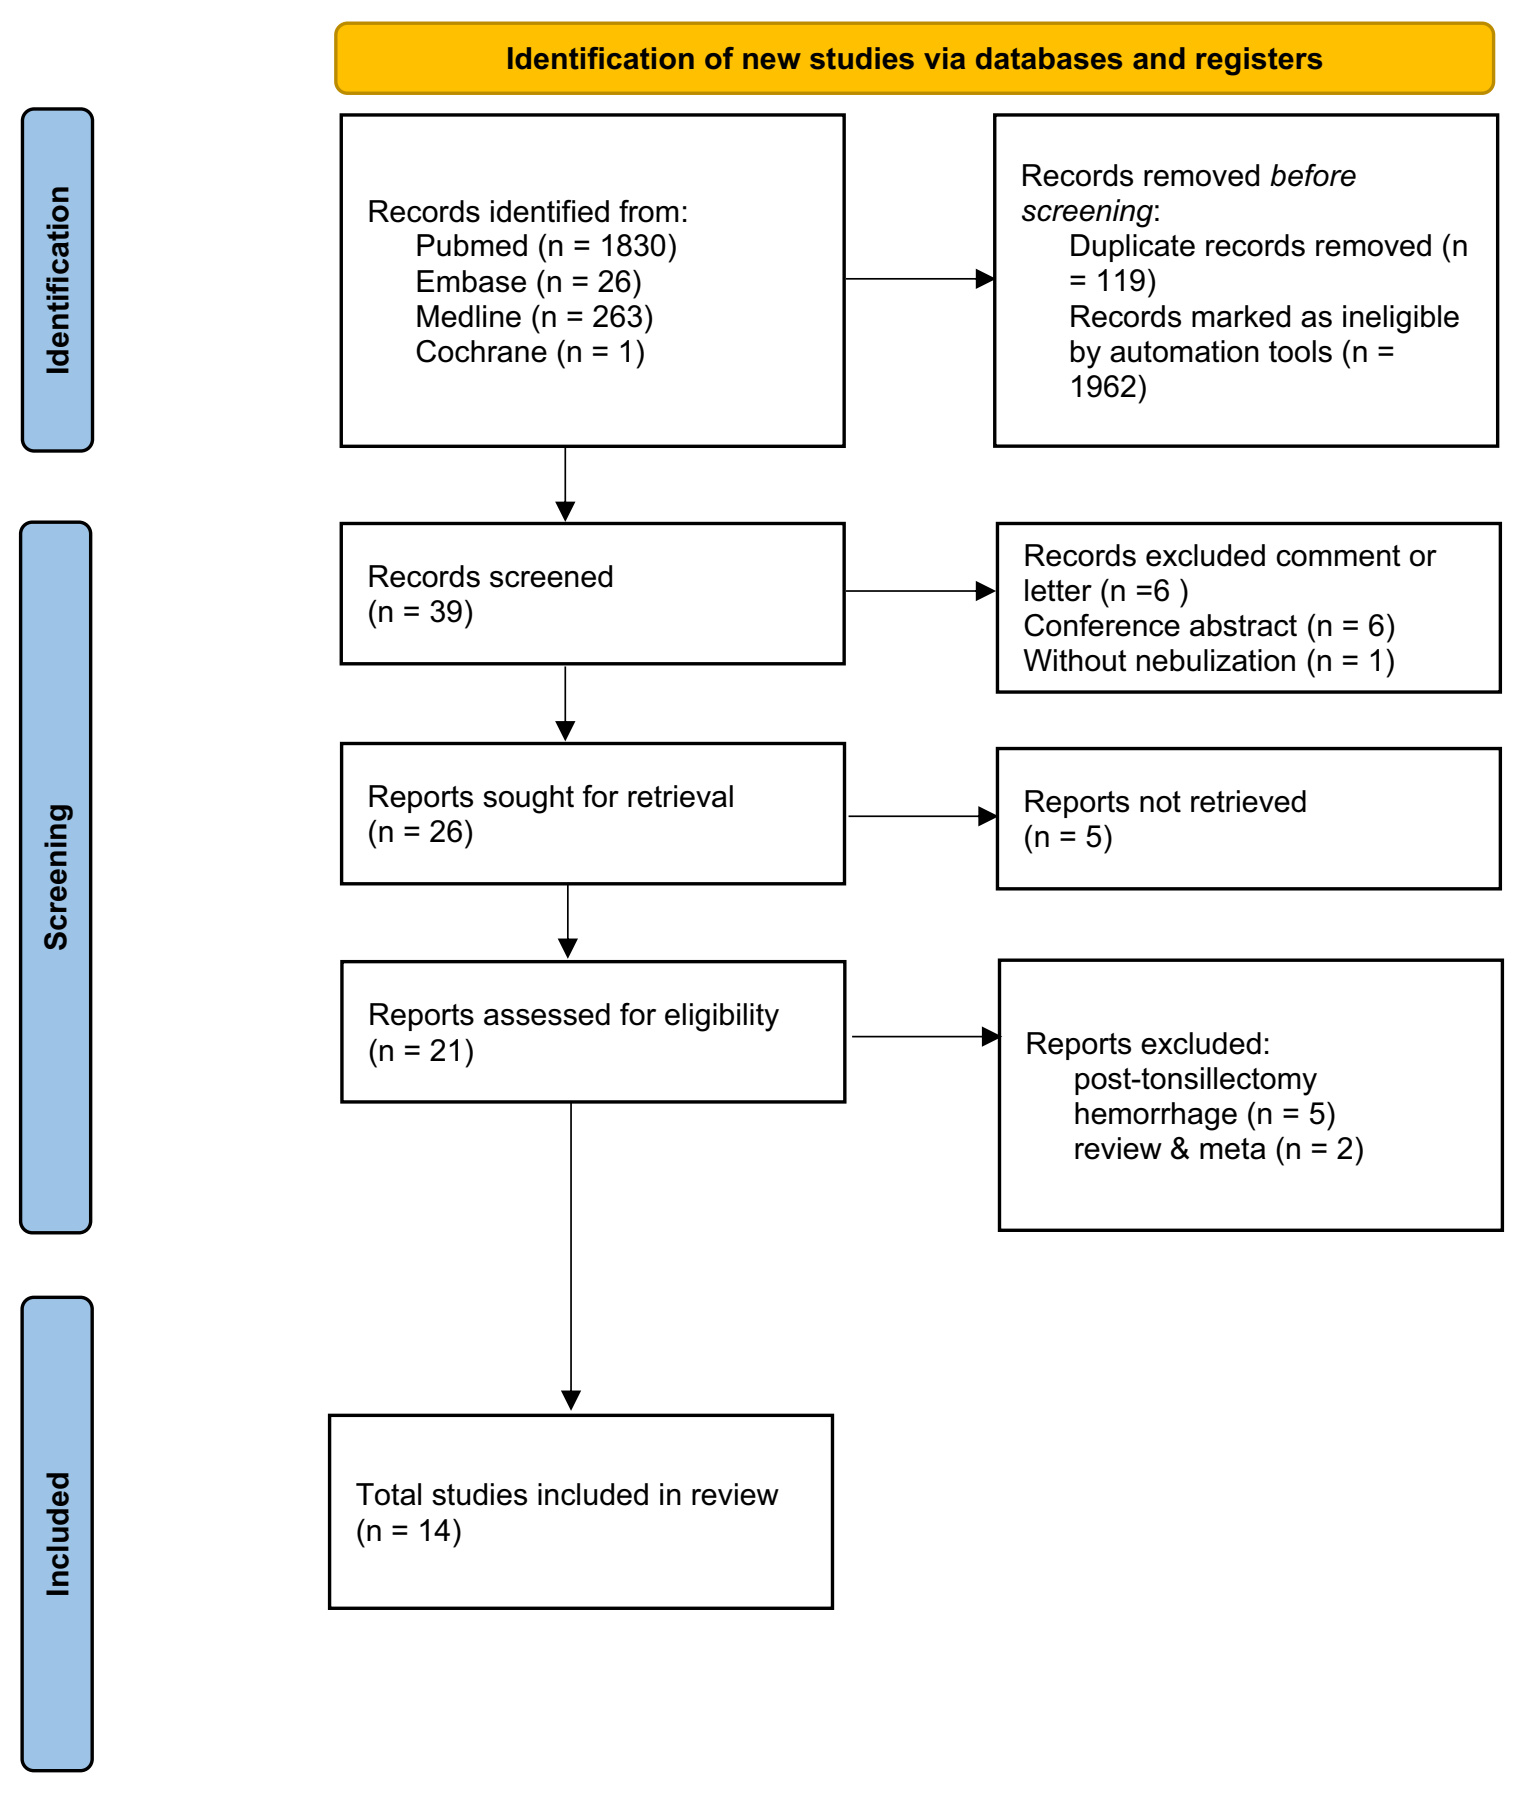 Identification of new studies via databases and registers
Identification
Records identified from:
Pubmed (n = 1830)
Embase (n = 26)
Medline (n = 263)
Cochrane (n = 1)
Records removed before
screening:
Duplicate records removed (n
= 119)
Records marked as ineligible
by automation tools (n =
1962)
Screening
Records screened
(n = 39)
Records excluded comment or
letter (n =6 )
Conference abstract (n = 6)
Without nebulization (n = 1)
Reports sought for retrieval
(n = 26)
Reports not retrieved
(n = 5)
Reports assessed for eligibility
(n = 21)
Reports excluded:
post-tonsillectomy
hemorrhage (n = 5)
review & meta (n = 2)
Included
Total studies included in review
(n = 14)